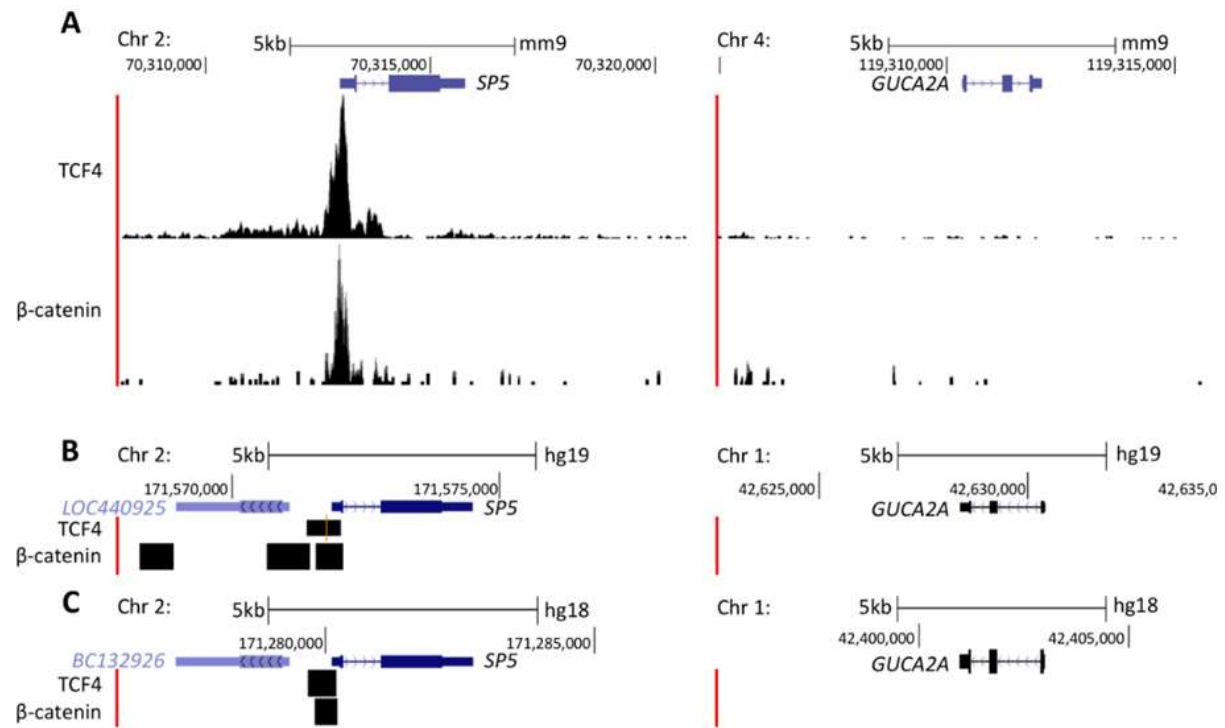 A
Chr 2: 5kb mm9 Chr 4: 5kb mm9
70,310,000 70,315,000 70,320,000 119,310,000 119,315,000
SP5 GUCA2A
TCF4
β-catenin
B
Chr 2: 5kb hg19 Chr 1: 5kb hg19
171,570,000 171,575,000 42,625,000 42,630,000 42,635,0
LOC440925 SP5 GUCA2A
TCF4
β-catenin
C
Chr 2: 5kb hg18 Chr 1: 5kb hg18
171,280,000 171,285,000 42,400,000 42,405,000
BC132926 SP5 GUCA2A
TCF4
β-catenin